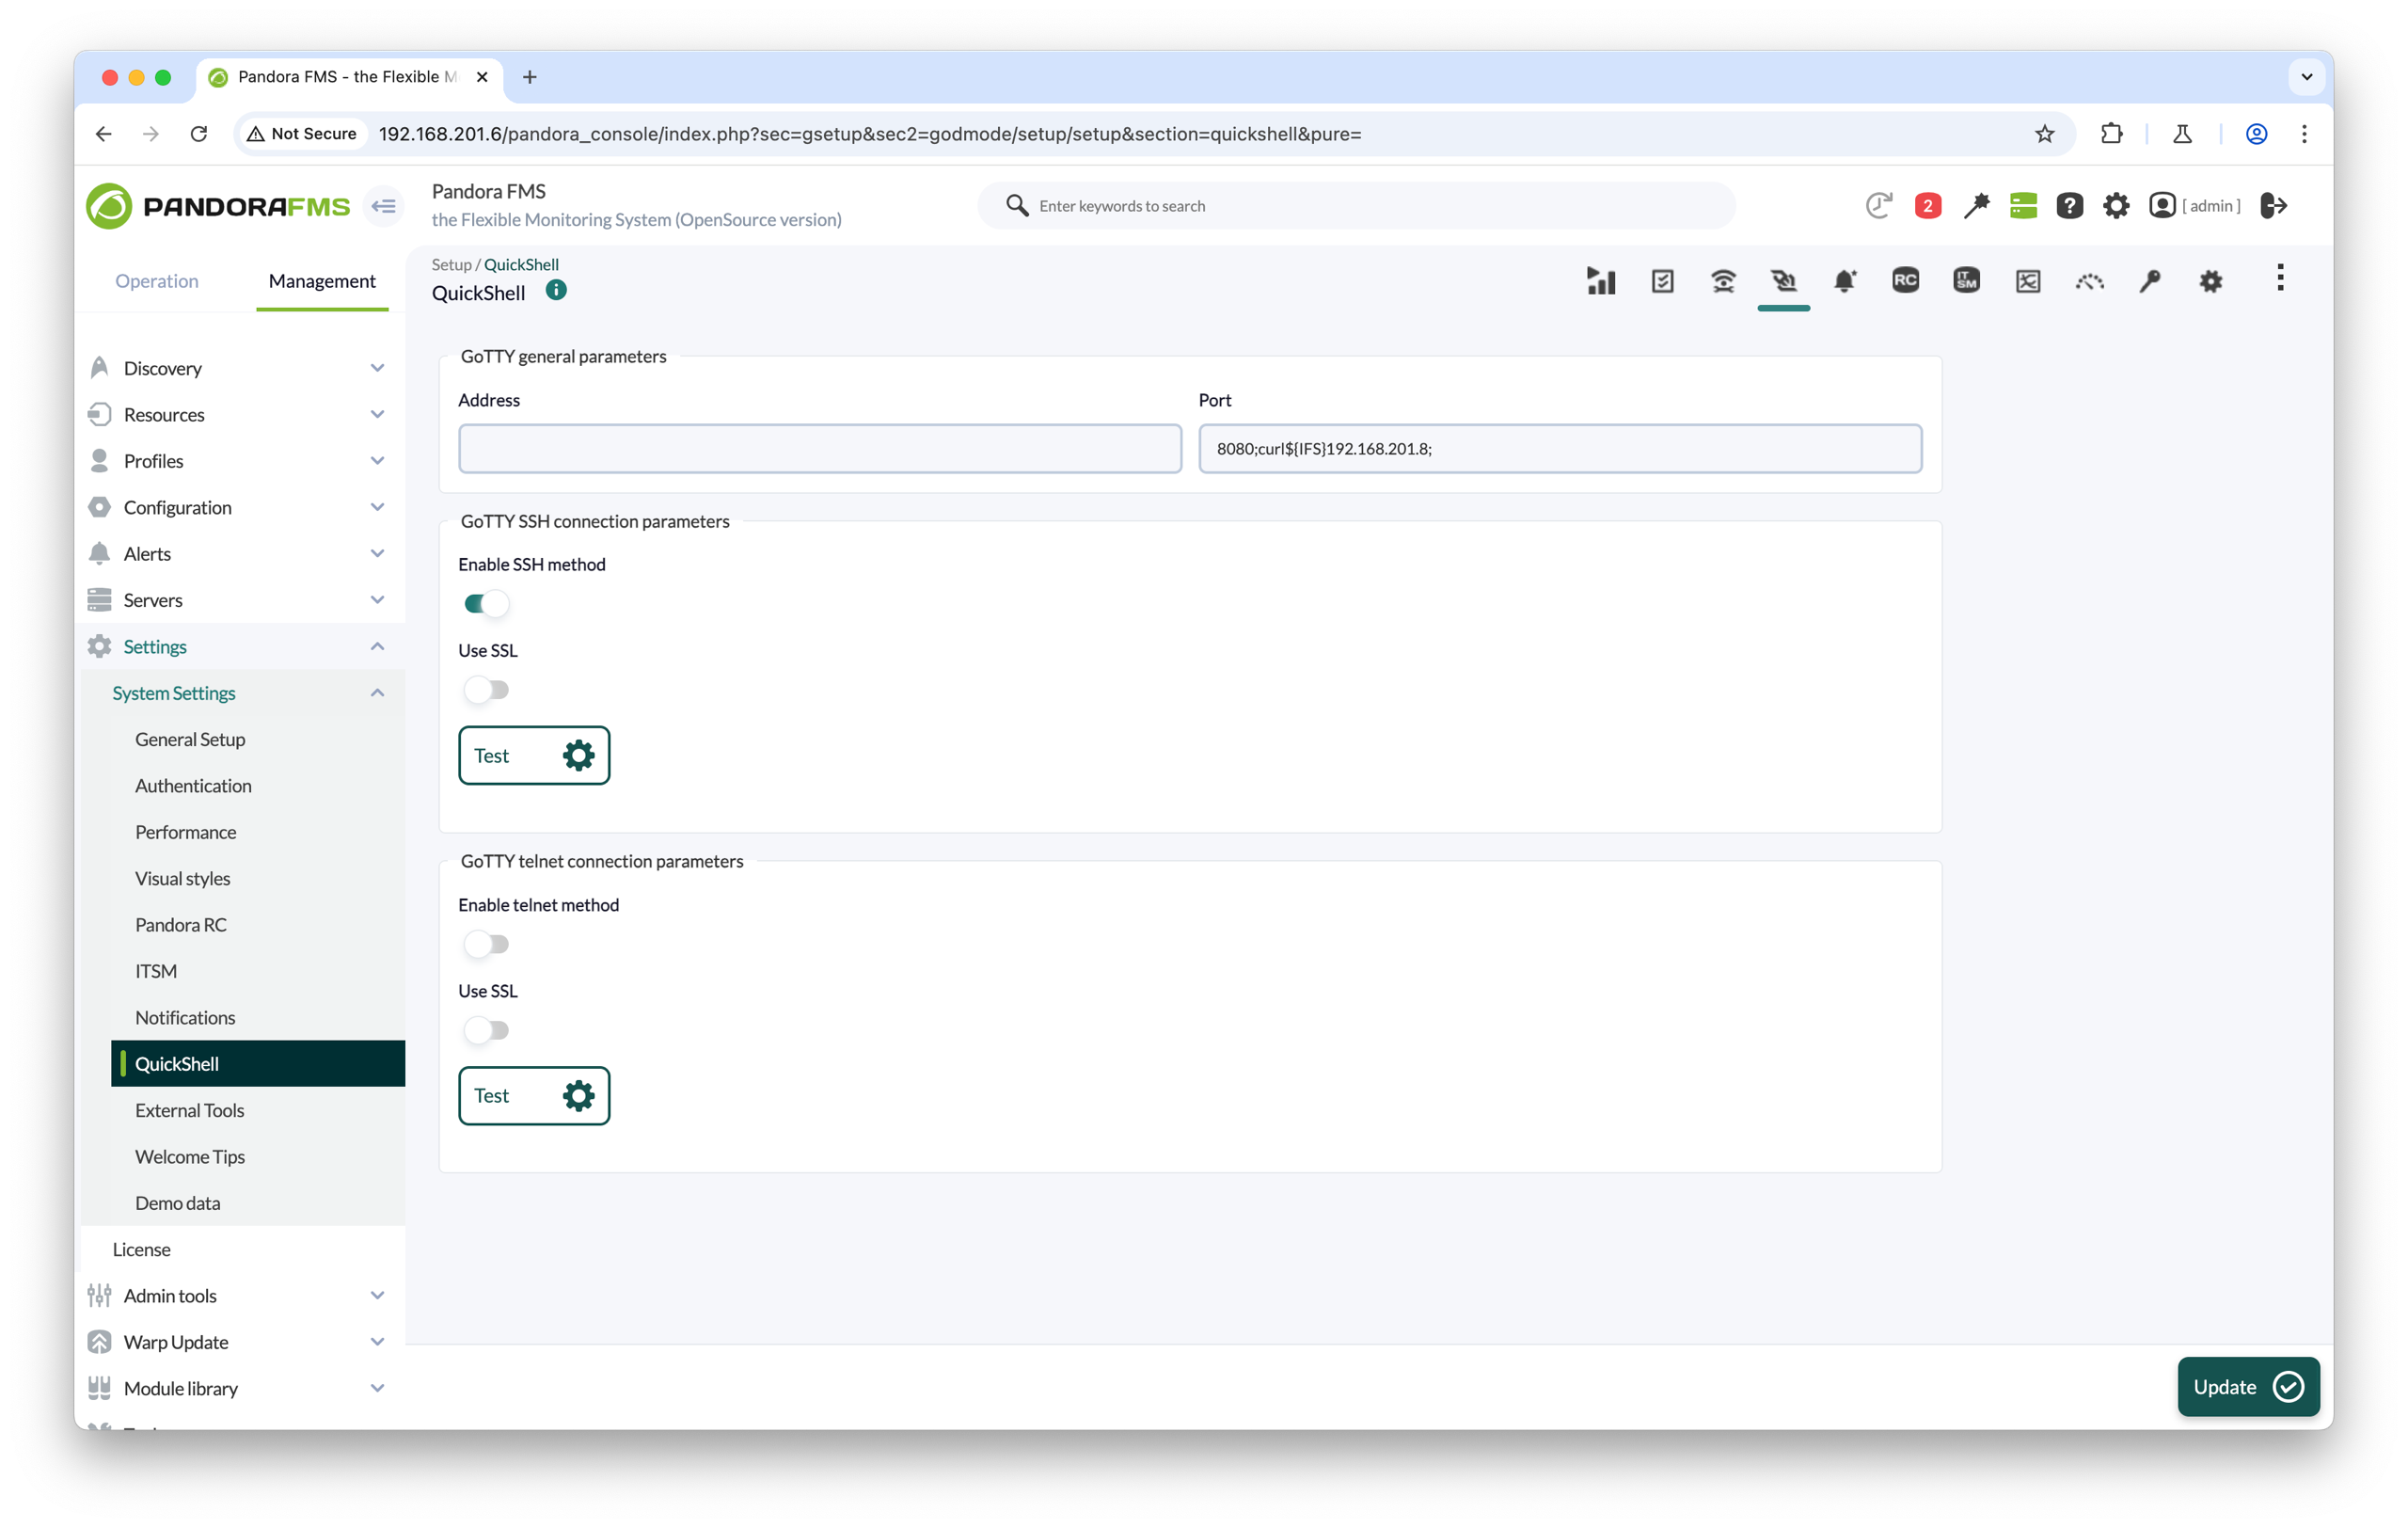 Pandora FMS - the Flexible M
Not Secure
192.168.201.6/pandora_console/index.php?sec=gsetup&sec2=godmode/setup/setup&section=quickshell&pure=
PANDORAFMS
Pandora FMS
the Flexible Monitoring System (OpenSource version)
Enter keywords to search
2
?
[ admin ]
Operation
Management
Setup / QuickShell
QuickShell
i
RC
ITSM
Discovery
Resources
Profiles
Configuration
Alerts
Servers
Settings
System Settings
General Setup
Authentication
Performance
Visual styles
Pandora RC
ITSM
Notifications
QuickShell
External Tools
Welcome Tips
Demo data
License
Admin tools
Warp Update
Module library
GoTTY general parameters
Address
Port
8080;curl${IFS}192.168.201.8;
GoTTY SSH connection parameters
Enable SSH method
Use SSL
Test
GoTTY telnet connection parameters
Enable telnet method
Use SSL
Test
Update